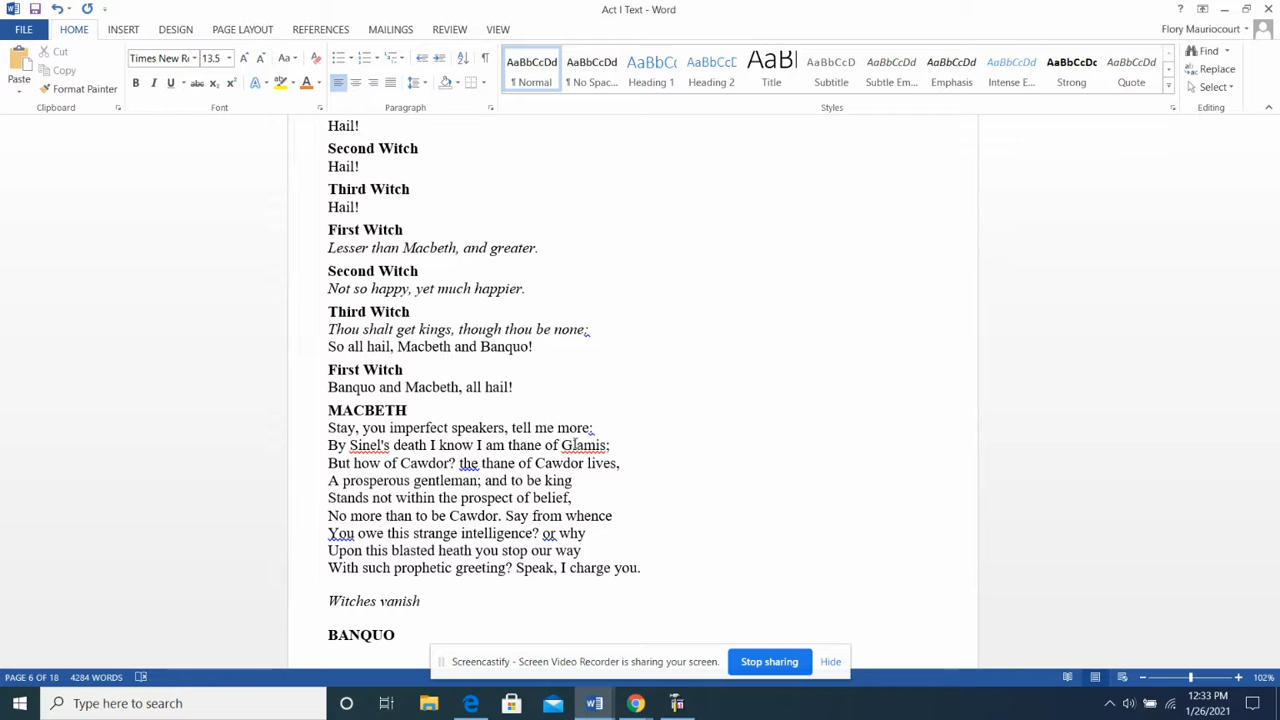 Act I Text - Word
FILE HOME INSERT DESIGN PAGE LAYOUT REFERENCES MAILINGS REVIEW VIEW Flory Mauriocourt
Paste
Cut
Copy
Format Painter
Clipboard
Times New Ro 13.5
Font
Paragraph
AaBbCcDd AaBbCcDd AaBbCc AaBbCcD AaBl AaBbCcD AaBbCcDd AaBbCcDd AaBbCcDd AaBbCcDc AaBbCcDd
¶ Normal ¶ No Spac... Heading 1 Heading 2 Title Subtitle Subtle Em... Emphasis Intense E... Strong Quote
Styles
Find
Replace
Select
Editing
Hail!
Second Witch
Hail!
Third Witch
Hail!
First Witch
Lesser than Macbeth, and greater.
Second Witch
Not so happy, yet much happier.
Third Witch
Thou shalt get kings, though thou be none:
So all hail, Macbeth and Banquo!
First Witch
Banquo and Macbeth, all hail!
MACBETH
Stay, you imperfect speakers, tell me more:
By Sinel's death I know I am thane of Glamis;
But how of Cawdor? the thane of Cawdor lives,
A prosperous gentleman; and to be king
Stands not within the prospect of belief,
No more than to be Cawdor. Say from whence
You owe this strange intelligence? or why
Upon this blasted heath you stop our way
With such prophetic greeting? Speak, I charge you.
Witches vanish
BANQUO
Screencastify - Screen Video Recorder is sharing your screen. Stop sharing Hide
PAGE 6 OF 18 4284 WORDS 102%
Type here to search
12:33 PM
1/26/2021